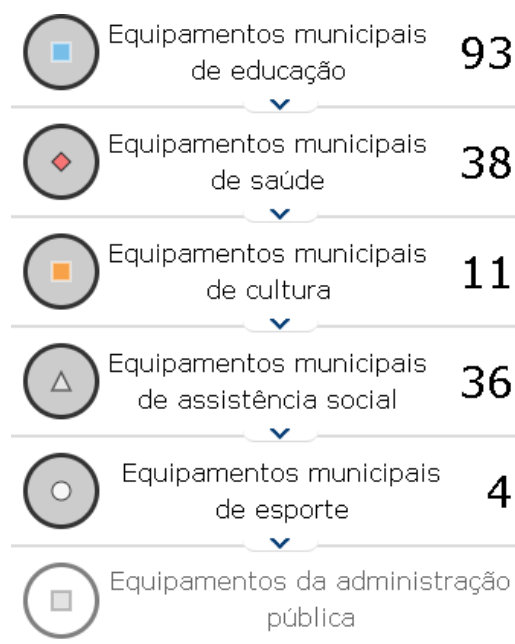 Equipamentos municipais
de educação
93
Equipamentos municipais
de saúde
38
Equipamentos municipais
de cultura
11
Equipamentos municipais
de assistência social
36
Equipamentos municipais
de esporte
4
Equipamentos da administração
pública